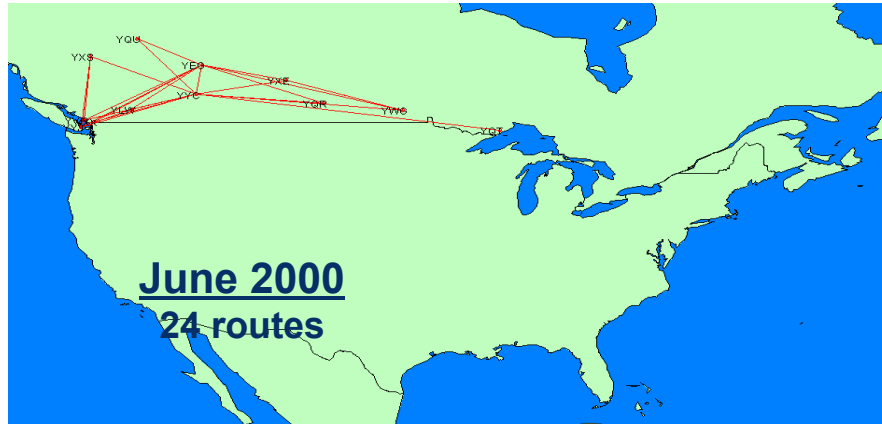 YQU
YXS
YEG
YXE
YYC
YQR
YLW
YWG
YQT
June 2000
24 routes